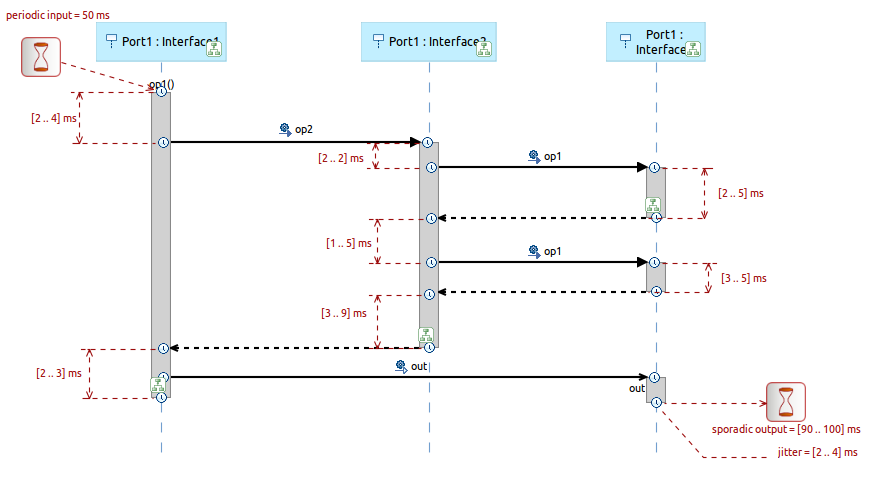 periodic input = 50 ms
Port1 : Interface1
Port1 : Interface2
Port1 :
Interface
op1()
[2 .. 4] ms
op2
[2 .. 2] ms
op1
[2 .. 5] ms
[1 .. 5] ms
op1
[3 .. 5] ms
[3 .. 9] ms
out
[2 .. 3] ms
out
sporadic output = [90 .. 100] ms
jitter = [2 .. 4] ms